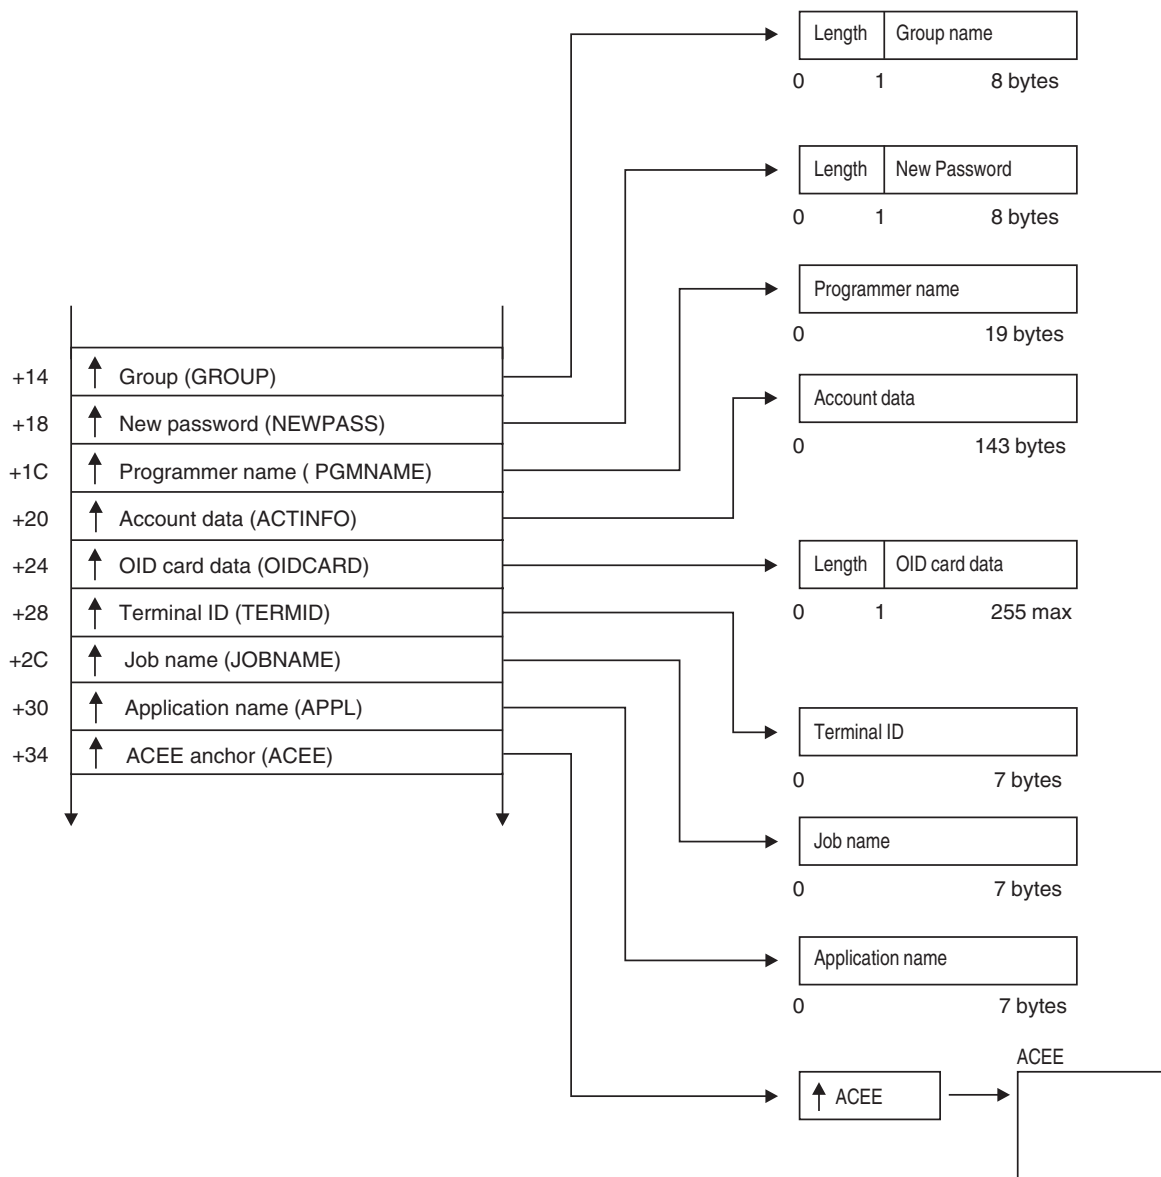 Length Group name
0 1 8 bytes
Length New Password
0 1 8 bytes
Programmer name
0 19 bytes
Account data
0 143 bytes
+14 Group (GROUP)
+18 New password (NEWPASS)
+1C Programmer name ( PGMNAME)
+20 Account data (ACTINFO)
+24 OID card data (OIDCARD)
+28 Terminal ID (TERMID)
+2C Job name (JOBNAME)
+30 Application name (APPL)
+34 ACEE anchor (ACEE)
Length OID card data
0 1 255 max
Terminal ID
0 7 bytes
Job name
0 7 bytes
Application name
0 7 bytes
ACEE
ACEE